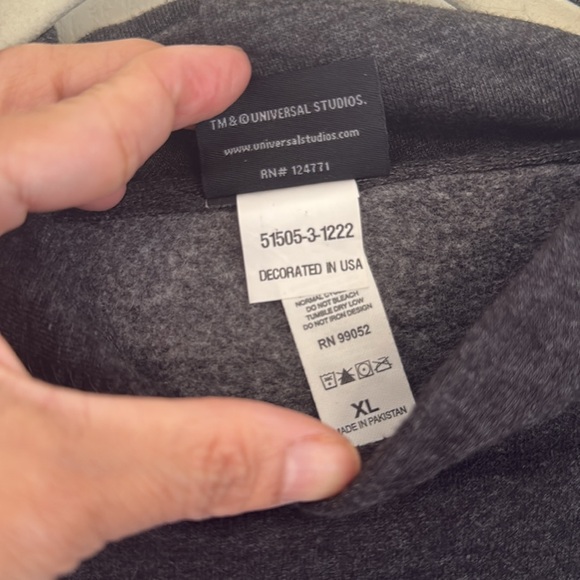 TM & © UNIVERSAL STUDIOS.
www.universalstudios.com
RN# 124771
51505-3-1222
DECORATED IN USA
NORMAL
DO NOT BLEACH
TUMBLE DRY LOW
DO NOT IRON DESIGN
RN 99052
XL
MADE IN PAKISTAN